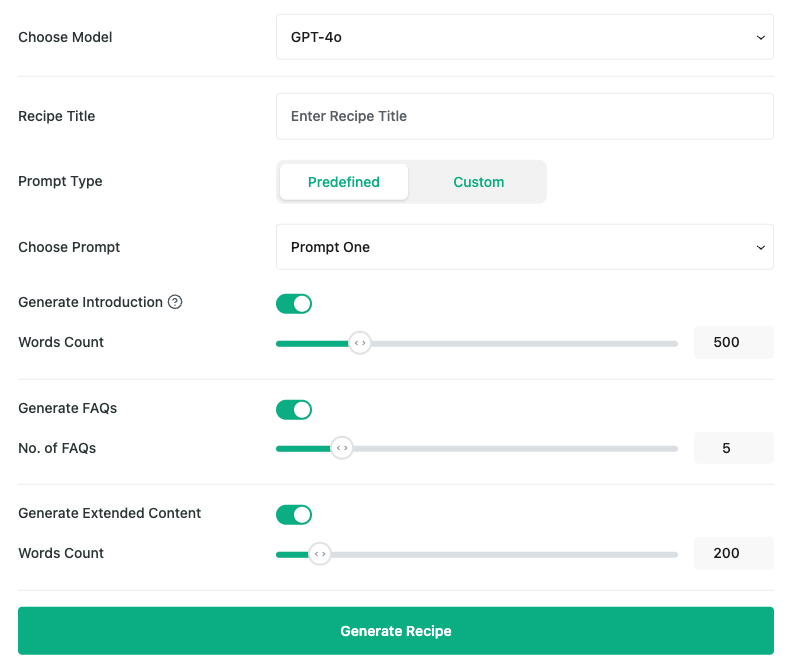 Choose Model GPT-4o
Recipe Title Enter Recipe Title
Prompt Type Predefined Custom
Choose Prompt Prompt One
Generate Introduction ?
Words Count 500
Generate FAQs
No. of FAQs 5
Generate Extended Content
Words Count 200
Generate Recipe